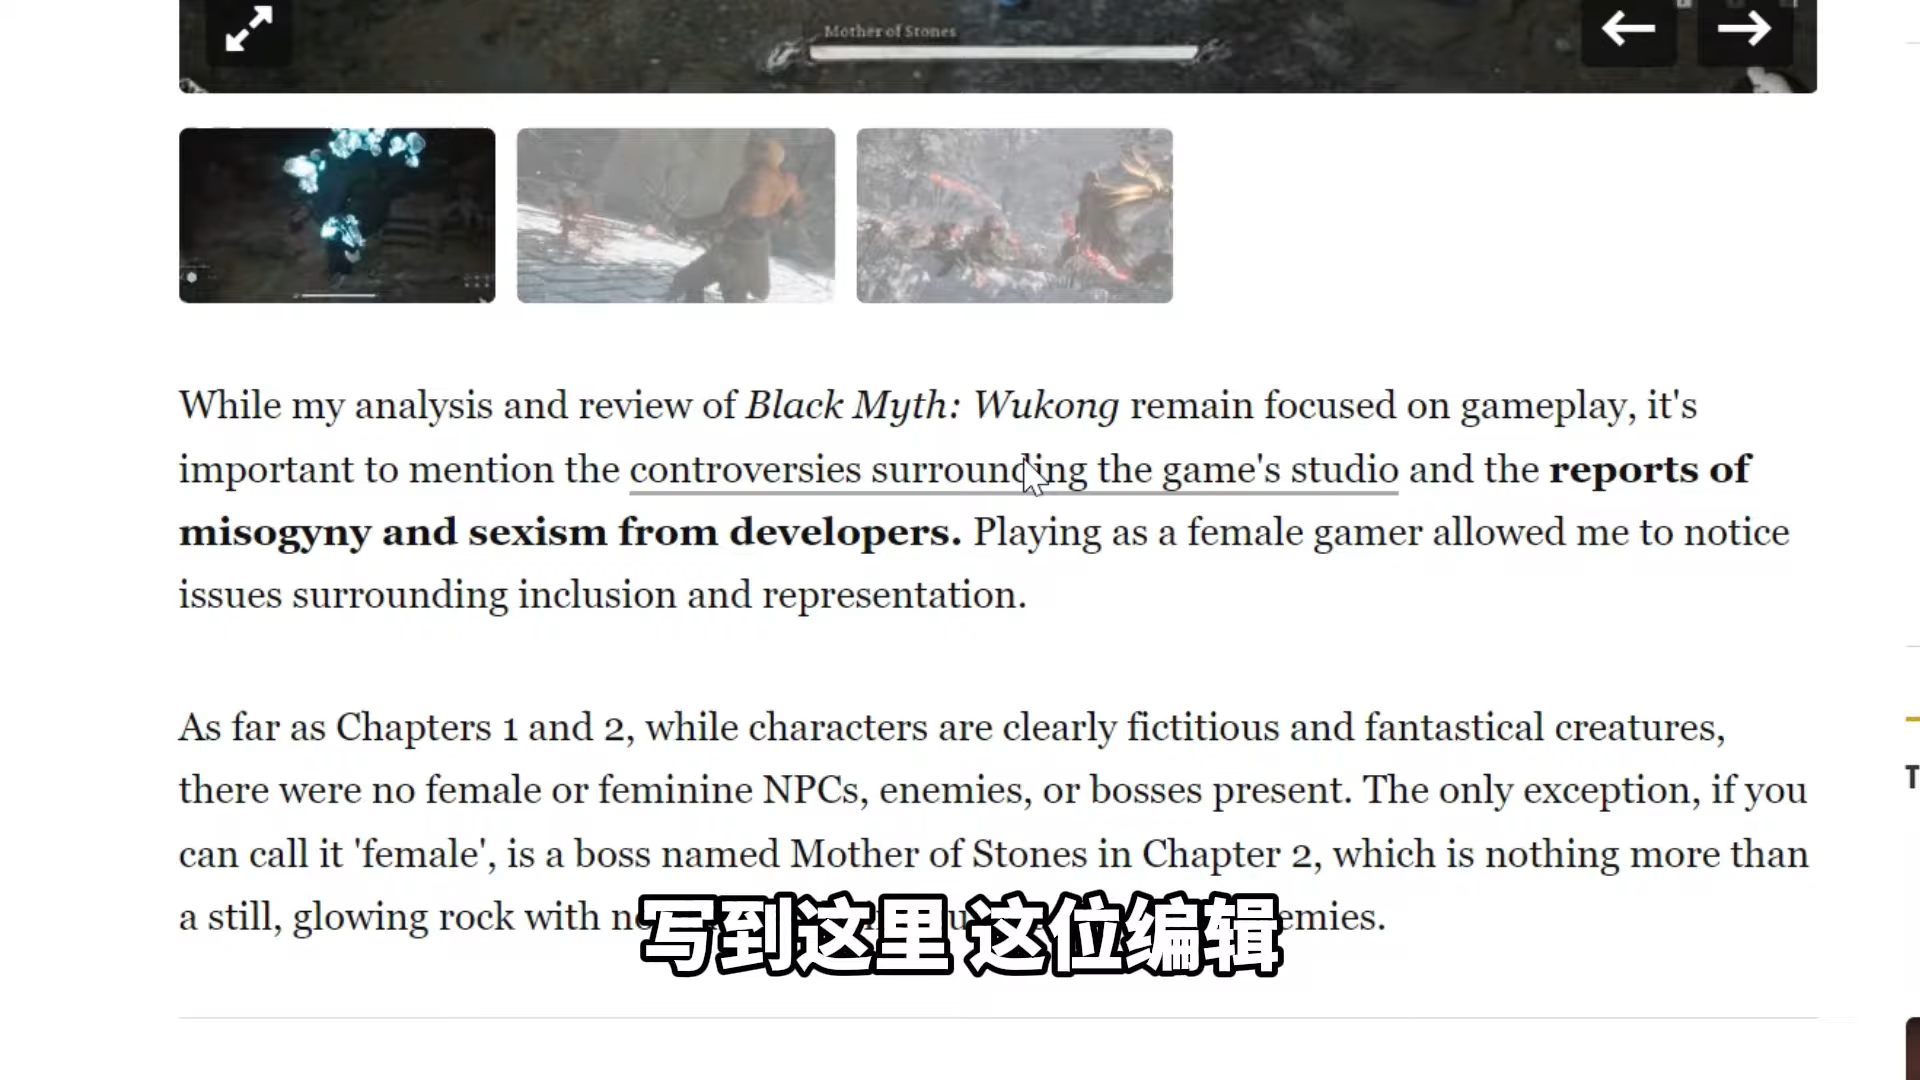 Mother of Stones
While my analysis and review of Black Myth: Wukong remain focused on gameplay, it's
important to mention the controversies surrounding the game's studio and the reports of
misogyny and sexism from developers. Playing as a female gamer allowed me to notice
issues surrounding inclusion and representation.
As far as Chapters 1 and 2, while characters are clearly fictitious and fantastical creatures,
there were no female or feminine NPCs, enemies, or bosses present. The only exception, if you
can call it 'female', is a boss named Mother of Stones in Chapter 2, which is nothing more than
a still, glowing rock with emies.
写到这里 这位编辑
T